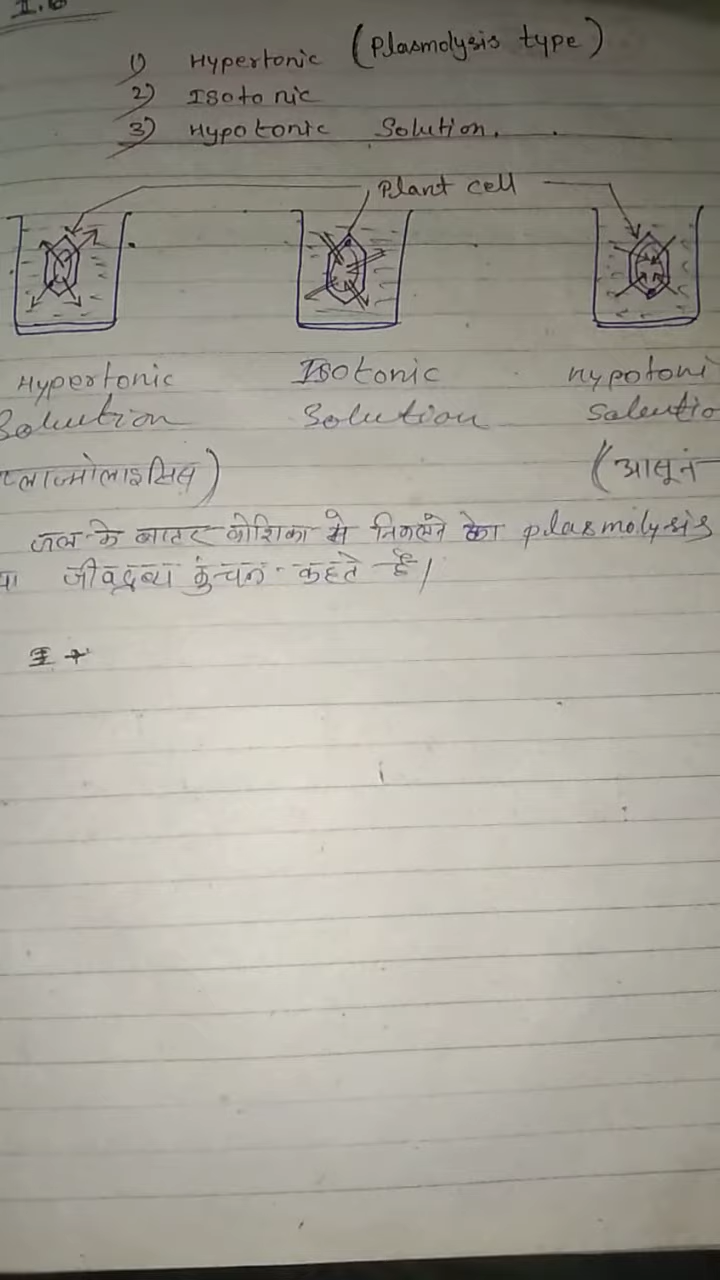 1) Hypertonic (Plasmolysis type)
2) Isotonic
3) Hypotonic Solution.
Plant cell
Hypertonic Isotonic Hypotoni
Solution Solution Solutio
प्लाज्मोलाइसिस) (आसून
जल के बाहर कोशिका से निकलने को plasmolysis
या जीवद्रव्य कुंचन कहते है।